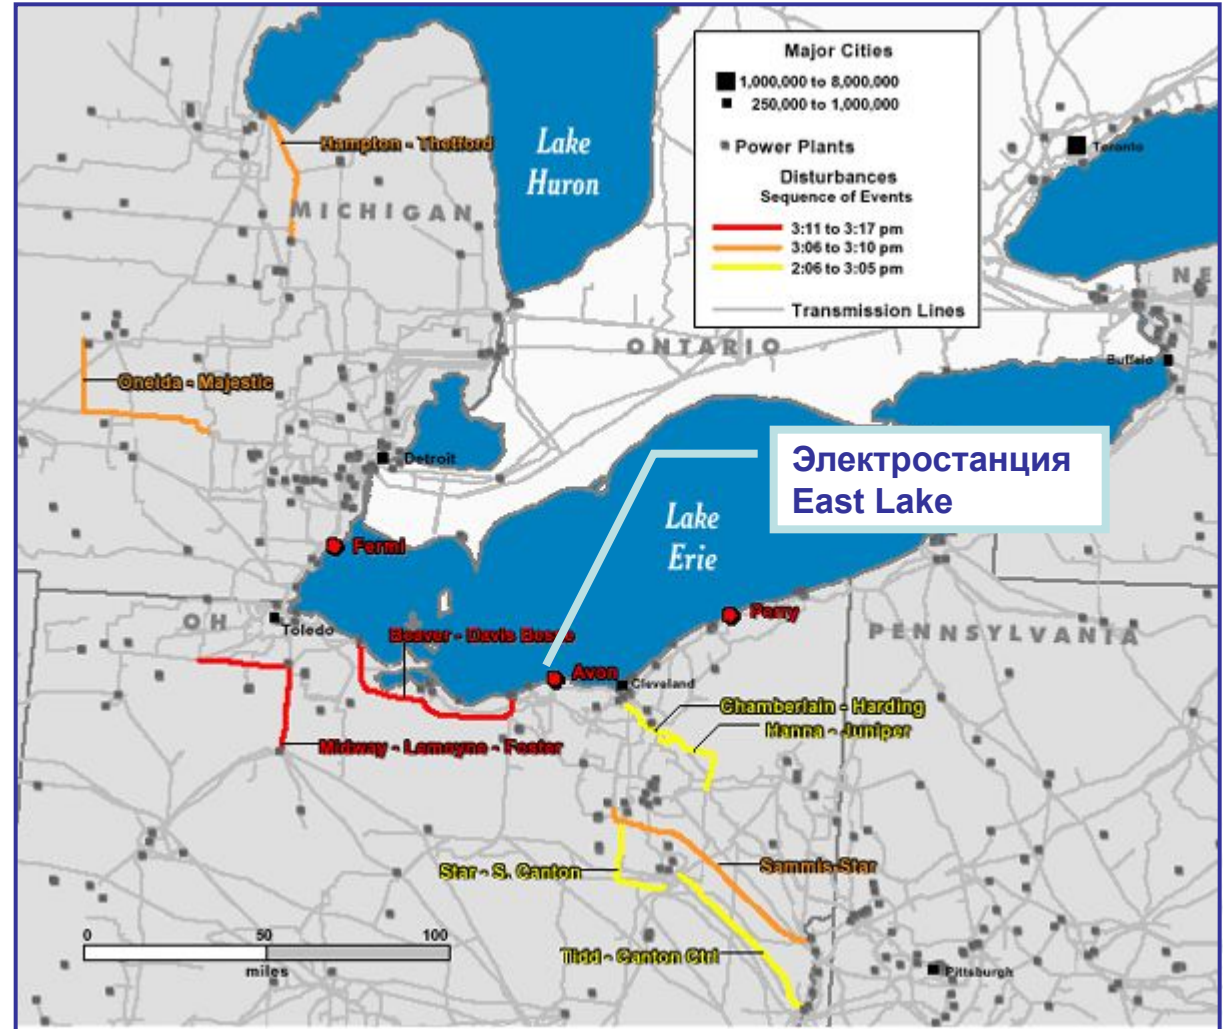 Major Cities
1,000,000 to 8,000,000
250,000 to 1,000,000
Power Plants
Disturbances
Sequence of Events
3:11 to 3:17 pm
3:06 to 3:10 pm
2:06 to 3:05 pm
Transmission Lines
Hampton - Thetford
Lake
Huron
MICHIGAN
Toronto
NE
ONTARIO
Buffalo
Oneida - Majestic
Detroit
Электростанция
East Lake
Lake
Erie
Fermi
OH
Toledo
Beaver - Davis Besse
Perry
PENNSYLVANIA
Avon
Cleveland
Chamberlain - Harding
Hanna - Juniper
Midway - Lemoyne - Foster
Star - S. Canton
Sammis-Star
0 50 100
miles
Tidd - Canton Ctrl
Pittsburgh